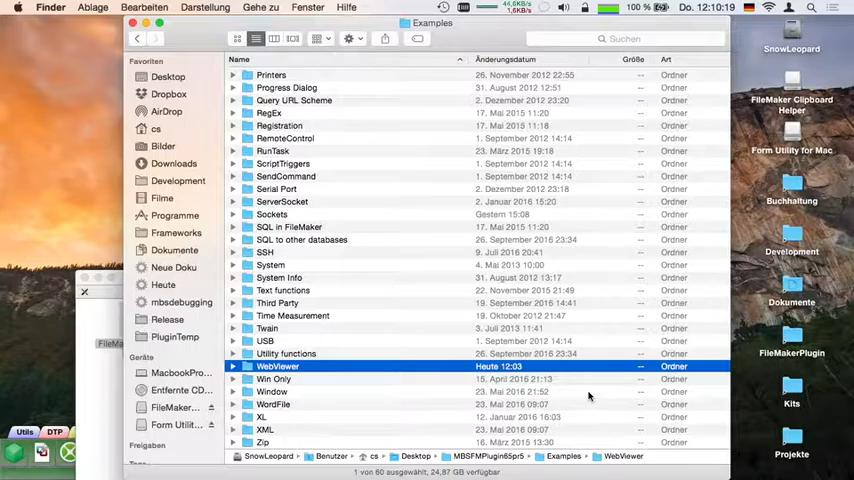 Finder Ablage Bearbeiten Darstellung Gehe zu Fenster Hilfe 44,6KB/s 1,6KB/s 100 % Do. 12:10:19
Examples
Suchen
Name Änderungsdatum Größe Art
Printers 26. November 2012 22:55 -- Ordner
Progress Dialog 31. August 2012 12:51 -- Ordner
Query URL Scheme 2. Dezember 2012 23:20 -- Ordner
RegEx 17. Mai 2015 11:20 -- Ordner
Registration 17. Mai 2015 11:18 -- Ordner
RemoteControl 1. September 2012 14:14 -- Ordner
RunTask 23. März 2015 19:18 -- Ordner
ScriptTriggers 1. September 2012 14:14 -- Ordner
SendCommand 1. September 2012 14:14 -- Ordner
Serial Port 2. Dezember 2012 23:18 -- Ordner
ServerSocket 2. Januar 2016 15:20 -- Ordner
Sockets Gestern 15:08 -- Ordner
SQL in FileMaker 17. Mai 2015 11:20 -- Ordner
SQL to other databases 26. September 2016 23:34 -- Ordner
SSH 9. Juli 2016 20:41 -- Ordner
System 4. Mai 2013 10:00 -- Ordner
System Info 31. August 2012 13:17 -- Ordner
Text functions 22. November 2015 21:49 -- Ordner
Third Party 19. September 2016 14:41 -- Ordner
Time Measurement 19. Oktober 2012 21:47 -- Ordner
Twain 3. Juli 2013 11:41 -- Ordner
USB 1. September 2012 14:14 -- Ordner
Utility functions 26. September 2016 23:34 -- Ordner
WebViewer Heute 12:03 -- Ordner
Win Only 15. April 2016 21:13 -- Ordner
Window 23. Mai 2016 21:52 -- Ordner
WordFile 23. Mai 2016 09:07 -- Ordner
XL 12. Januar 2016 16:03 -- Ordner
XML 23. Mai 2016 09:07 -- Ordner
Zip 16. März 2015 13:30 -- Ordner
SnowLeopard Benutzer cs Desktop MBSFMPlugin65pr5 Examples WebViewer
1 von 60 ausgewählt, 24,87 GB verfügbar
Favoriten
Desktop
Dropbox
AirDrop
cs
Bilder
Downloads
Development
Filme
Programme
Frameworks
Dokumente
Neue Doku
Heute
mbsdebugging
Release
PluginTemp
Geräte
MacbookPro...
Entfernte CD...
FileMaker...
Form Utilit...
Freigaben
FileMa
Utils DTP
SnowLeopard
FileMaker Clipboard
Helper
Form Utility for Mac
Buchhaltung
Development
Dokumente
FileMakerPlugin
Kits
Projekte